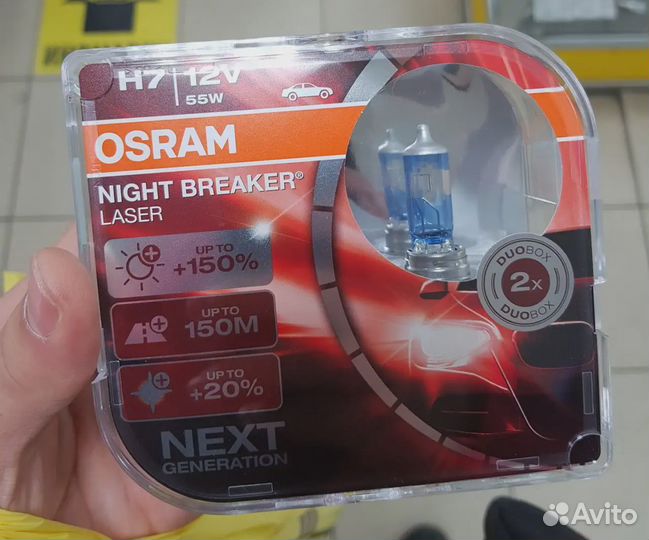 H7 12V
55W
OSRAM
NIGHT BREAKER®
LASER
UP TO
+150%
UP TO
150M
UP TO
+20%
NEXT
GENERATION
DUOBOX
2x
DUOBOX
Avito